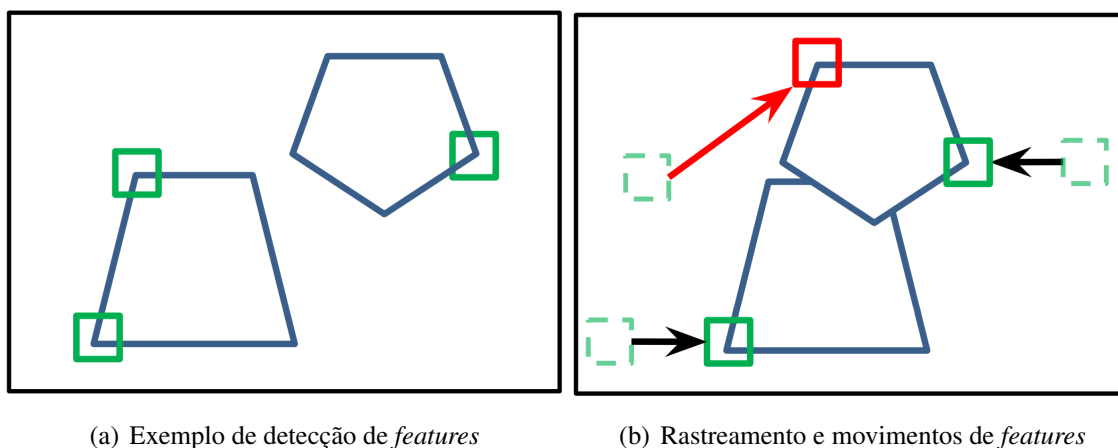 (a) Exemplo de detecção de features
(b) Rastreamento e movimentos de features